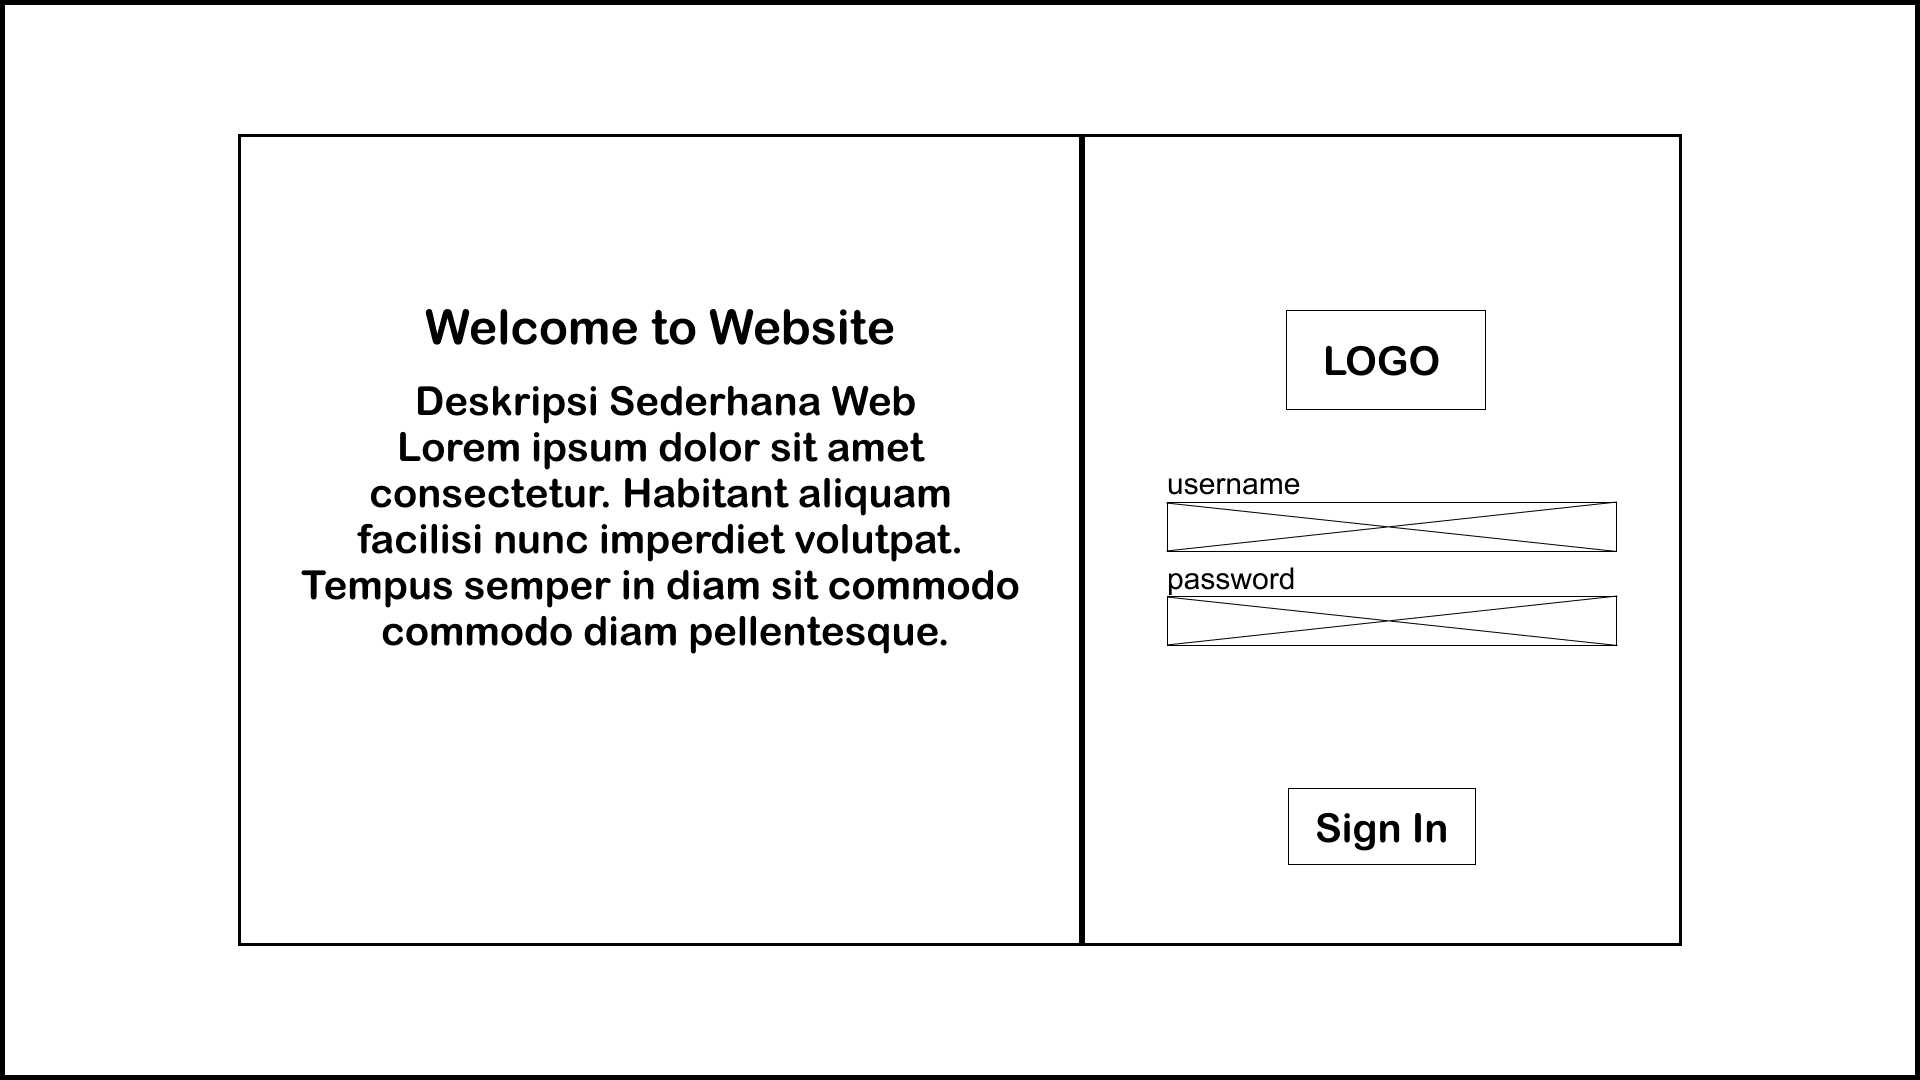 Welcome to Website
Deskripsi Sederhana Web
Lorem ipsum dolor sit amet
consectetur. Habitant aliquam
facilisi nunc imperdiet volutpat.
Tempus semper in diam sit commodo
commodo diam pellentesque.
LOGO
username
password
Sign In